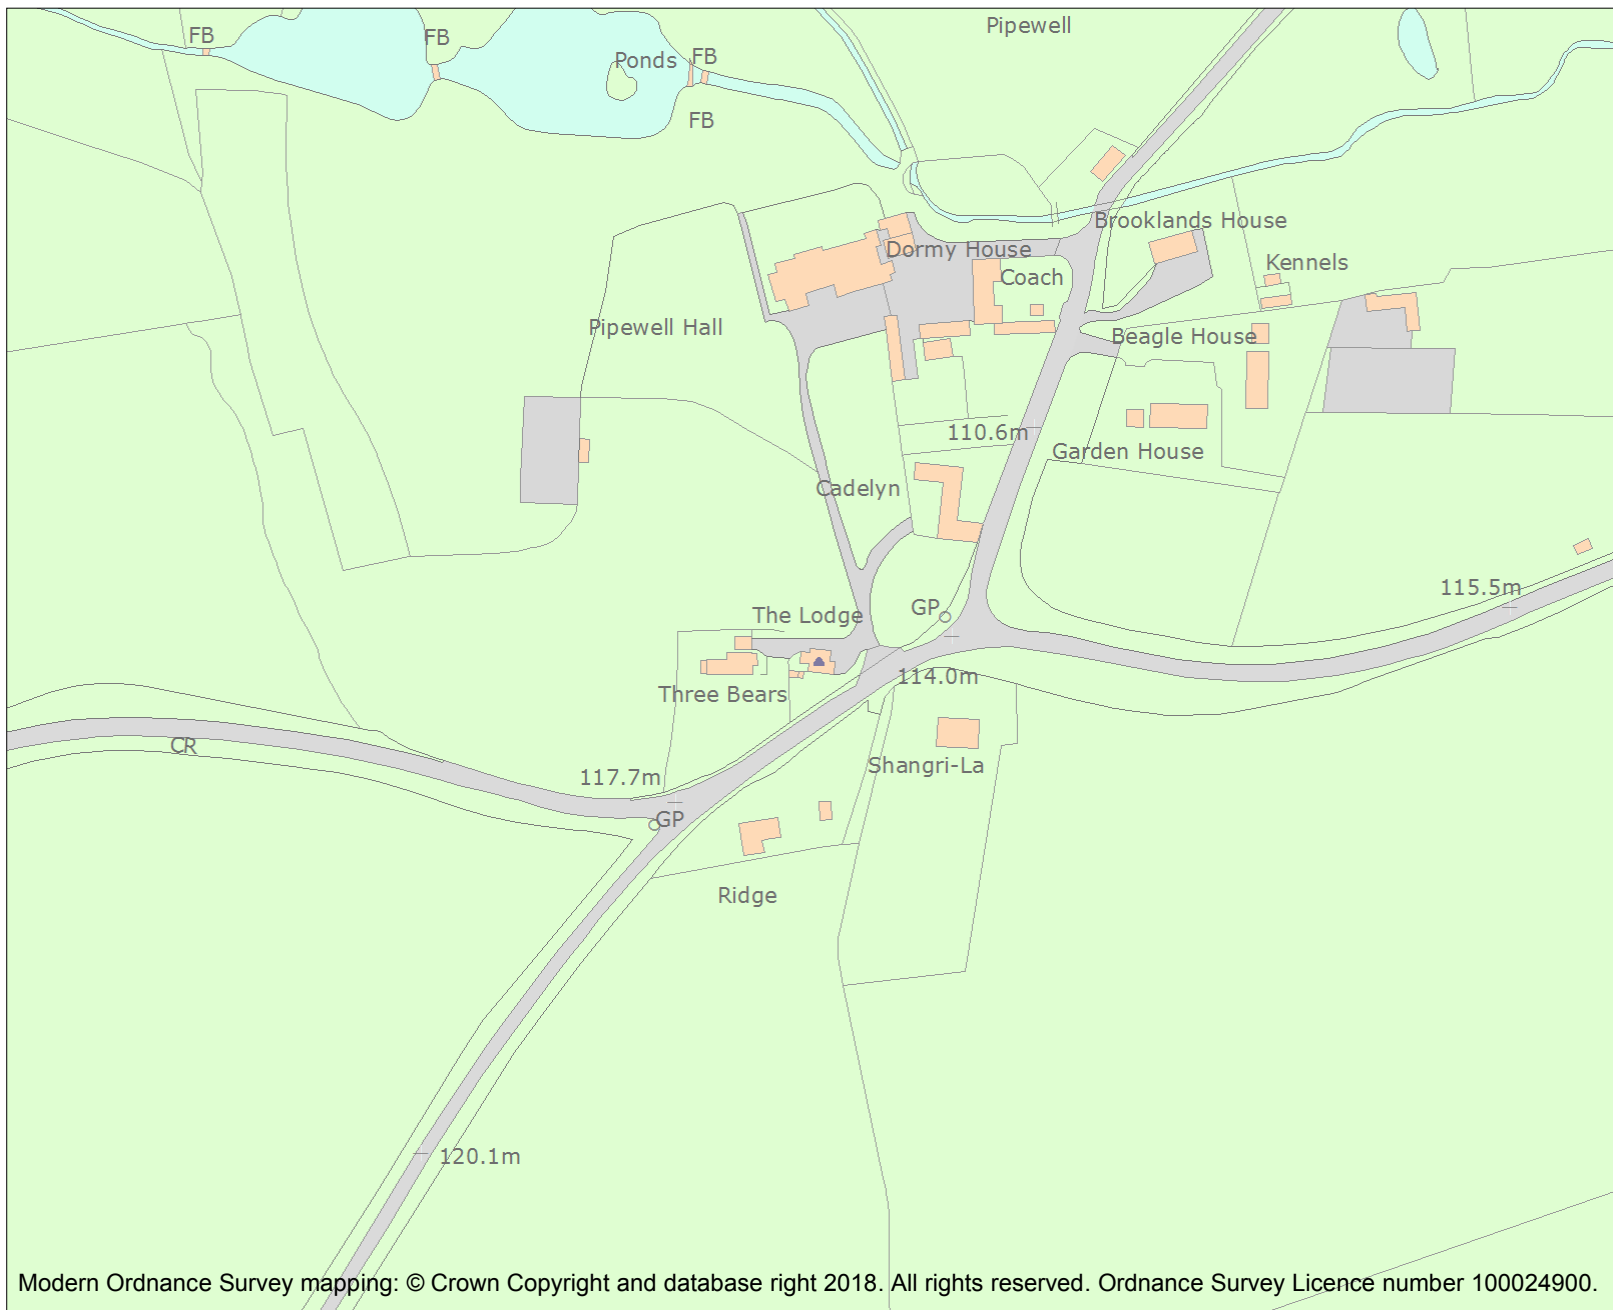 Pipewell
FB
FB
Ponds
FB
FB
Brooklands House
Dormy House
Kennels
Coach
Pipewell Hall
Beagle House
110.6m
Garden House
Cadelyn
115.5m
The Lodge
GP
114.0m
Three Bears
CR
Shangri-La
117.7m
GP
Ridge
120.1m
Modern Ordnance Survey mapping: © Crown Copyright and database right 2018. All rights reserved. Ordnance Survey Licence number 100024900.